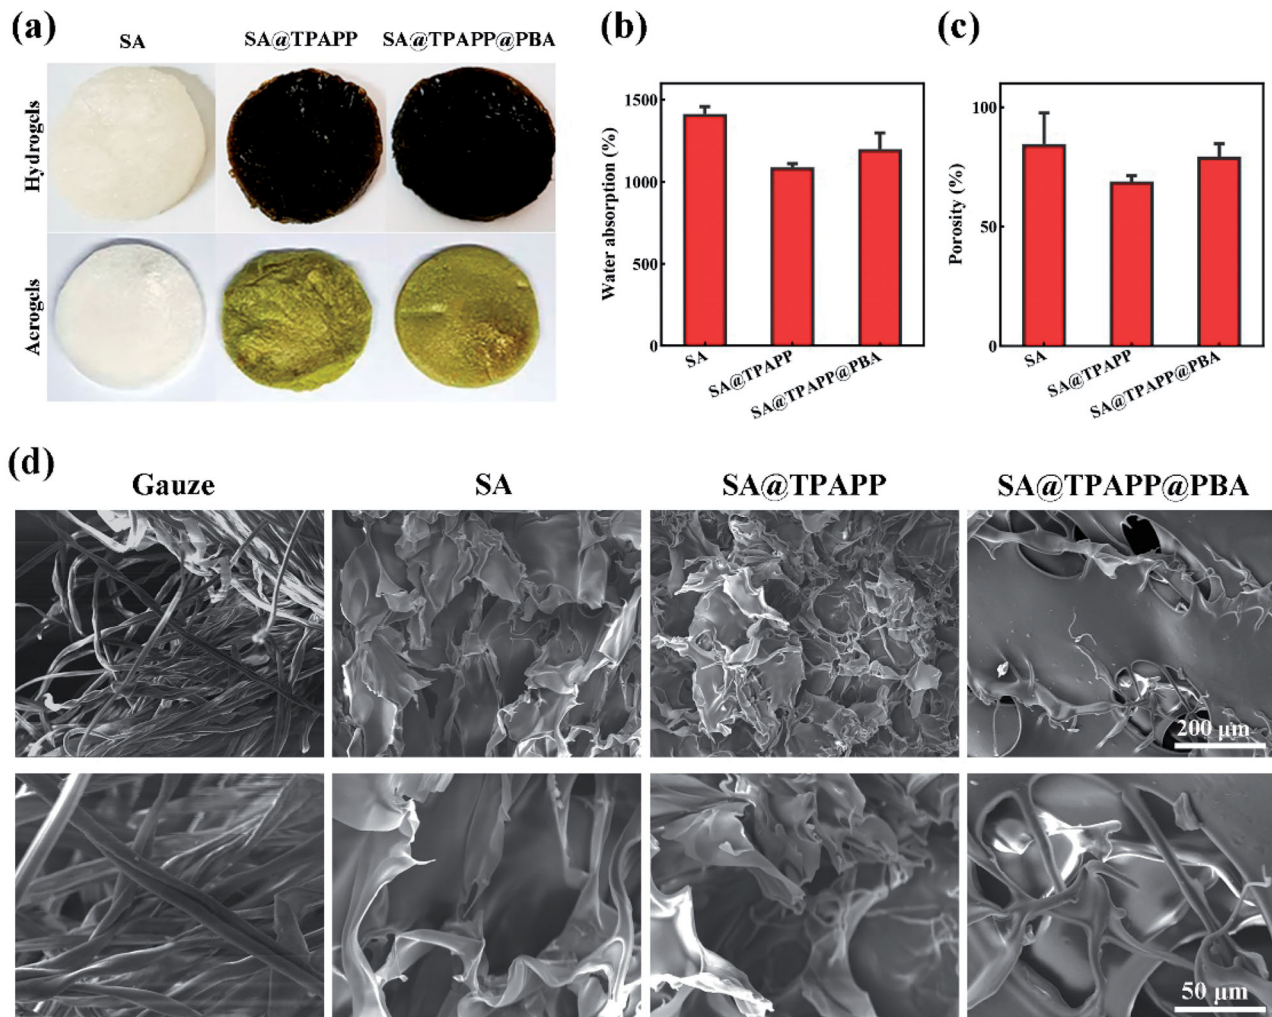 (a)
SA
SA@TPAPP
SA@TPAPP@PBA
Hydrogels
Aerogels
(b)
Water absorption (%)
1500
1000
500
0
SA
SA@TPAPP
SA@TPAPP@PBA
(c)
Porosity (%)
100
50
0
SA
SA@TPAPP
SA@TPAPP@PBA
(d)
Gauze
SA
SA@TPAPP
SA@TPAPP@PBA
200 μm
50 μm